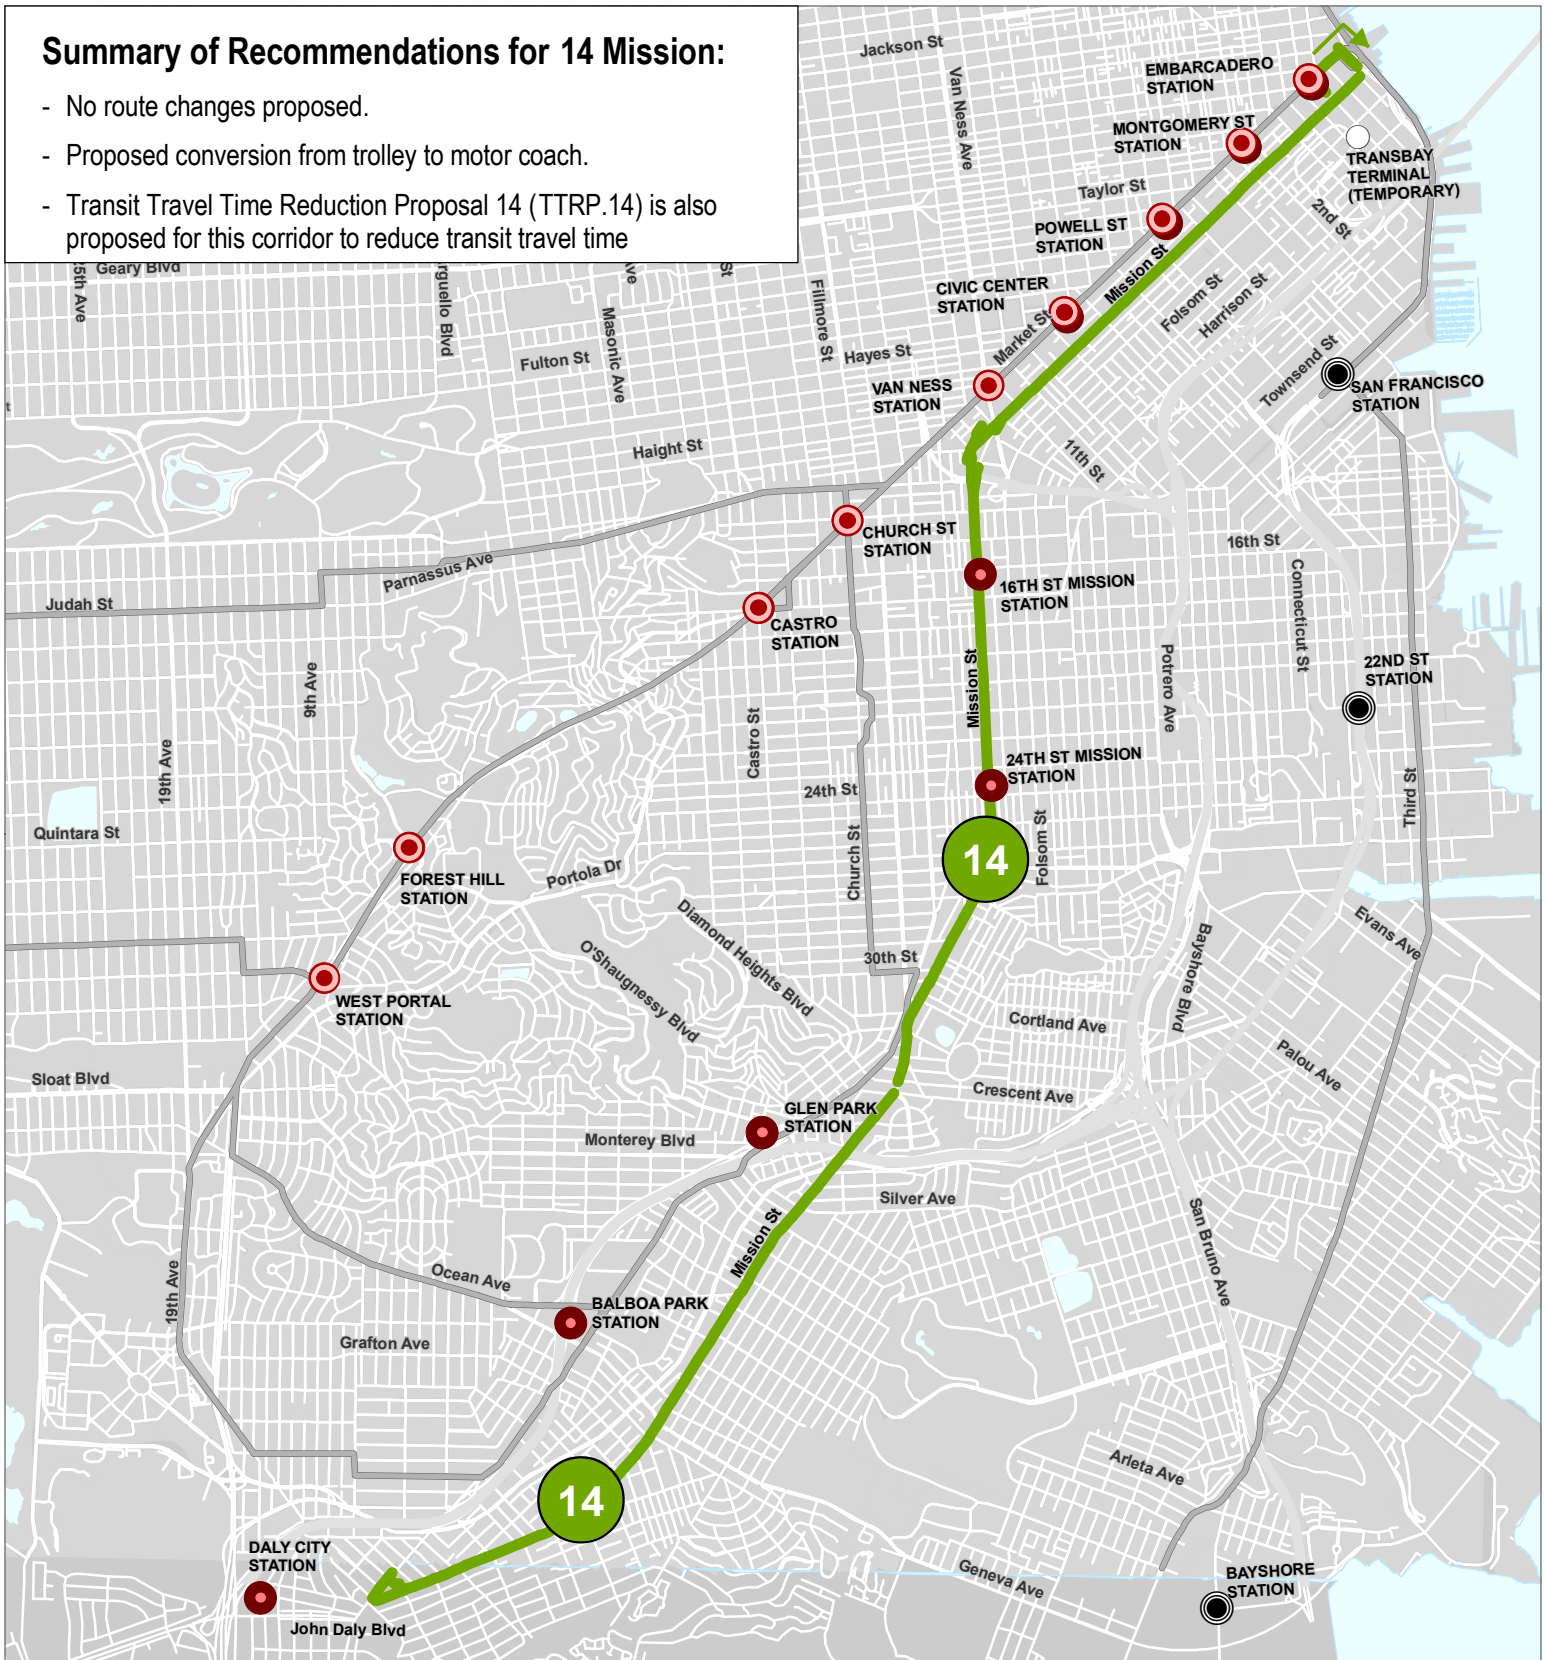 Summary of Recommendations for 14 Mission:
- No route changes proposed.
- Proposed conversion from trolley to motor coach.
- Transit Travel Time Reduction Proposal 14 (TTRP.14) is also
proposed for this corridor to reduce transit travel time
Jackson St
Van Ness Ave
EMBARCADERO
STATION
MONTGOMERY ST
STATION
TRANSBAY
TERMINAL
(TEMPORARY)
Taylor St
2nd St
POWELL ST
STATION
Mission St
CIVIC CENTER
STATION
Folsom St
Harrison St
Geary Blvd
25th Ave
rguello Blvd
Ave
St
Masonic Ave
Fillmore St
Fulton St
Hayes St
Market St
Townsend St
VAN NESS
STATION
SAN FRANCISCO
STATION
t
Haight St
11th St
CHURCH ST
STATION
16th St
Parnassus Ave
Judah St
16TH ST MISSION
STATION
Connecticut St
CASTRO
STATION
9th Ave
Mission St
Potrero Ave
22ND ST
STATION
19th Ave
Castro St
24TH ST MISSION
STATION
24th St
Third St
Quintara St
Church St
14
Folsom St
FOREST HILL
STATION
Portola Dr
Diamond Heights Blvd
Evans Ave
O'Shaugnessy Blvd
30th St
Bayshore Blvd
WEST PORTAL
STATION
Cortland Ave
Palou Ave
Sloat Blvd
Crescent Ave
GLEN PARK
STATION
Monterey Blvd
Silver Ave
Mission St
San Bruno Ave
19th Ave
Ocean Ave
BALBOA PARK
STATION
Grafton Ave
Arleta Ave
14
DALY CITY
STATION
Geneva Ave
BAYSHORE
STATION
John Daly Blvd